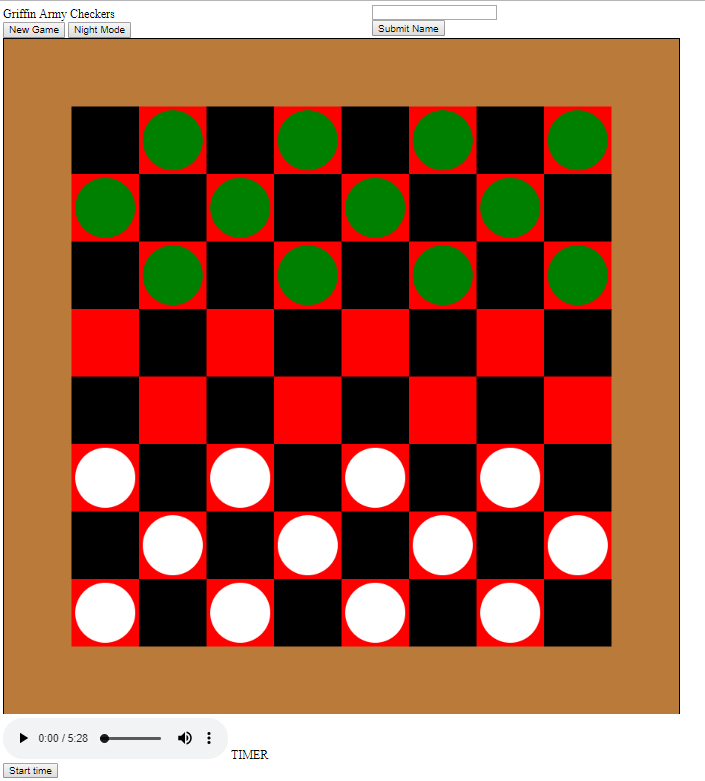 Griffin Army Checkers
New Game Night Mode
Submit Name
0:00 / 5:28 TIMER
Start time